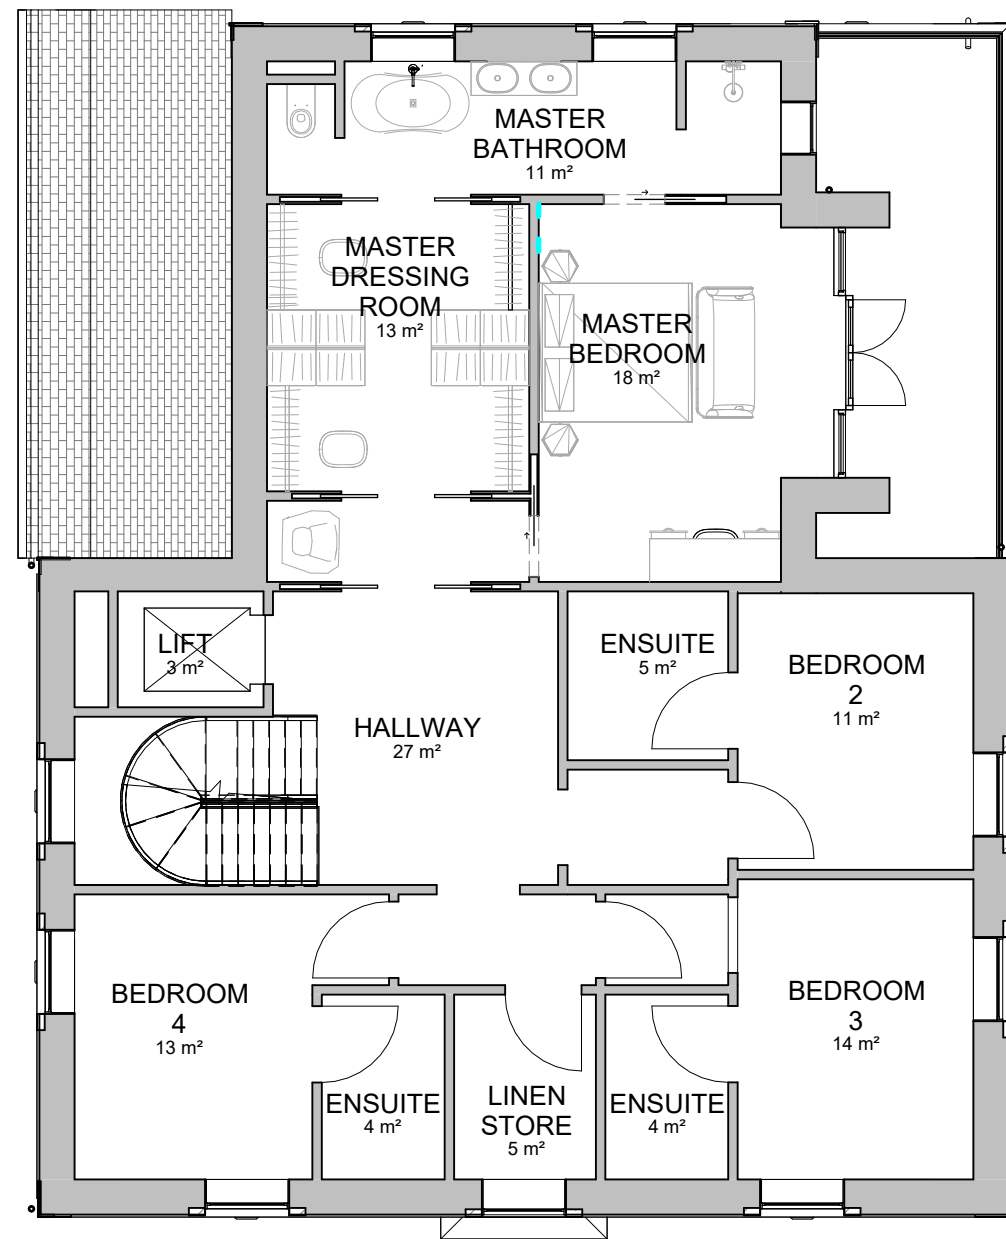 MASTER
BATHROOM
11 m²
MASTER
DRESSING
ROOM
13 m²
MASTER
BEDROOM
18 m²
LIFT
3 m²
ENSUITE
5 m²
BEDROOM
2
11 m²
HALLWAY
27 m²
BEDROOM
4
13 m²
BEDROOM
3
14 m²
ENSUITE
4 m²
LINEN
STORE
5 m²
ENSUITE
4 m²